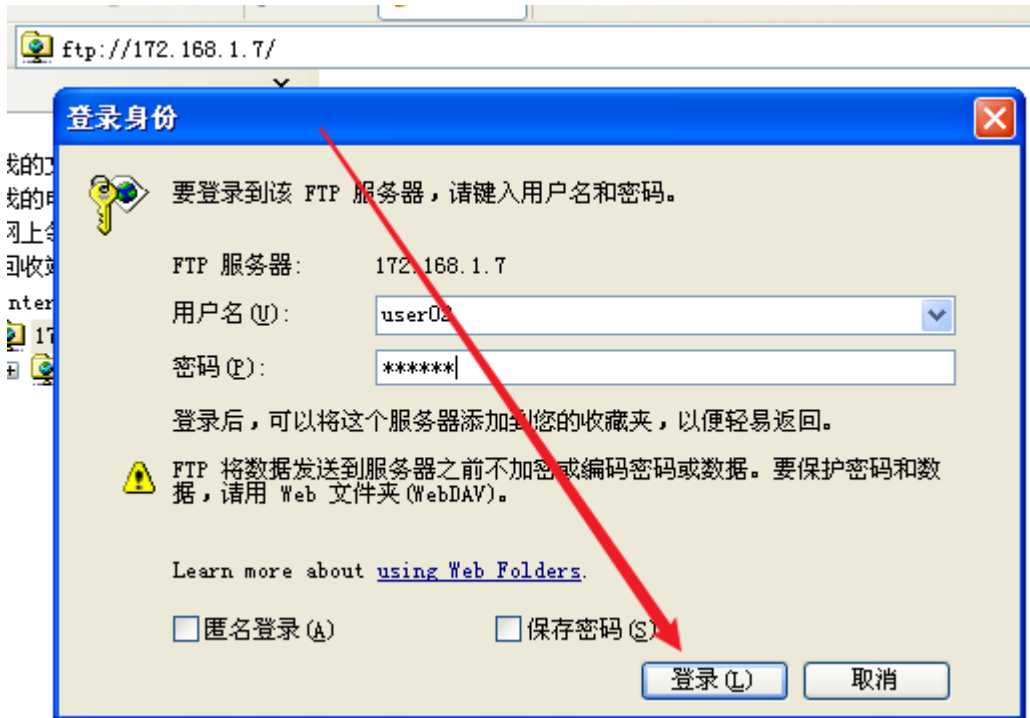 ftp://172.168.1.7/
登录身份
要登录到该 FTP 服务器，请键入用户名和密码。
FTP 服务器: 172.168.1.7
用户名(U): user02
密码(P): ******
登录后，可以将这个服务器添加到您的收藏夹，以便轻易返回。
FTP 将数据发送到服务器之前不加密或编码密码或数据。要保护密码和数
据，请用 Web 文件夹(WebDAV)。
Learn more about using Web Folders.
匿名登录(A) 保存密码(S)
登录(L) 取消